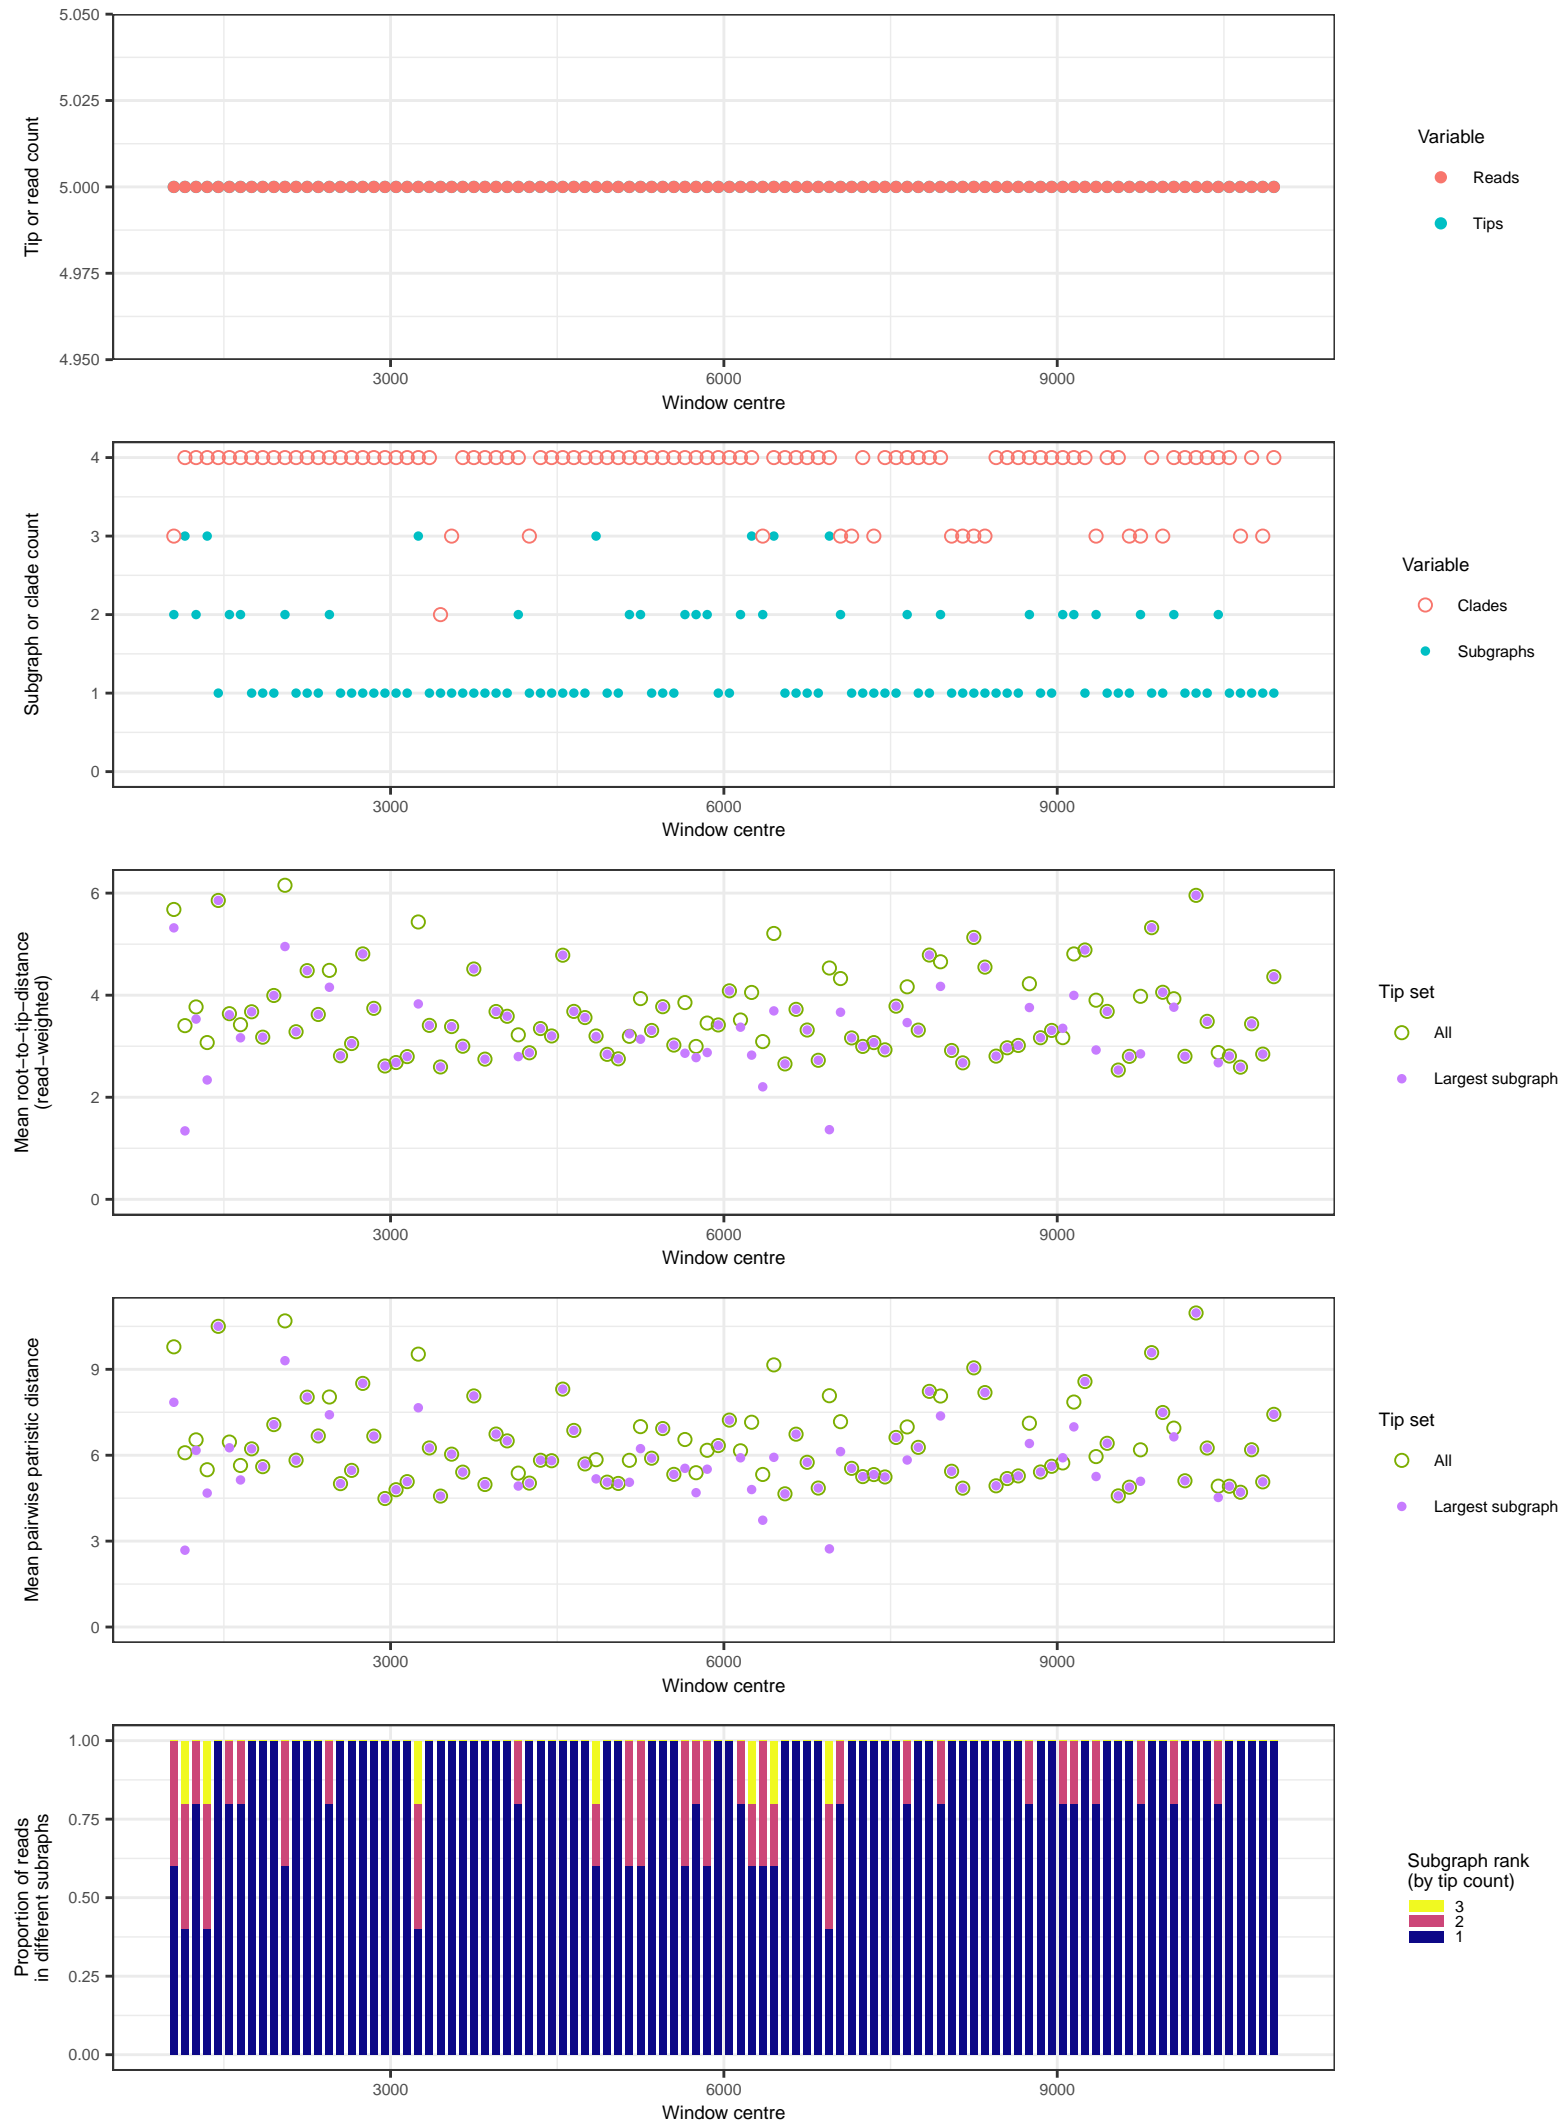 5.050
5.025
5.000
4.975
4.950
Tip or read count
3000
6000
9000
Window centre
Variable
Reads
Tips
4
3
2
1
0
Subgraph or clade count
3000
6000
9000
Window centre
Variable
Clades
Subgraphs
6
4
2
0
Mean root−to−tip−distance
(read−weighted)
3000
6000
9000
Window centre
Tip set
All
Largest subgraph
9
6
3
0
Mean pairwise patristic distance
3000
6000
9000
Window centre
Tip set
All
Largest subgraph
1.00
0.75
0.50
0.25
0.00
Proportion of reads
in different subraphs
3000
6000
9000
Window centre
Subgraph rank
(by tip count)
3
2
1